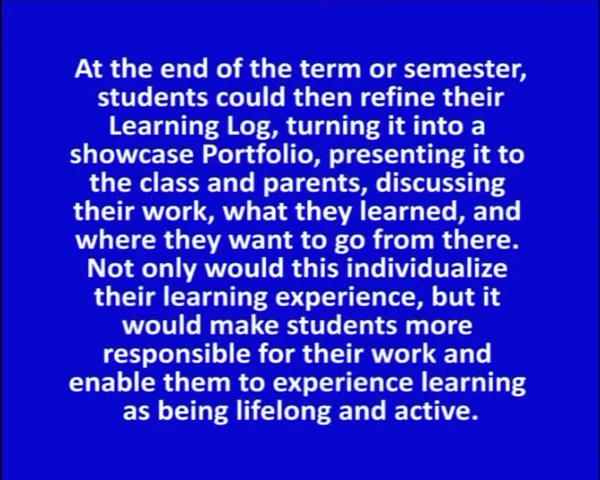 At the end of the term or semester,
students could then refine their
Learning Log, turning it into a
showcase Portfolio, presenting it to
the class and parents, discussing
their work, what they learned, and
where they want to go from there.
Not only would this individualize
their learning experience, but it
would make students more
responsible for their work and
enable them to experience learning
as being lifelong and active.